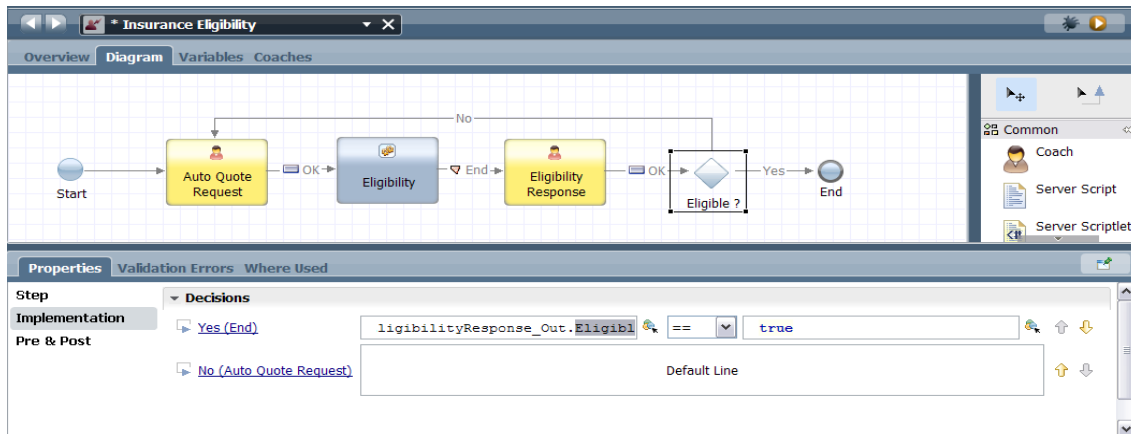 * Insurance Eligibility
Overview Diagram Variables Coaches
No
Common
Coach
Auto Quote Request
OK
Eligibility
End
Eligibility Response
OK
Eligible ?
Yes
Start
End
Server Script
Server Scriptlet
Properties Validation Errors Where Used
Step
Decisions
Implementation
Yes (End) ligibilityResponse_Out.Eligibl == true
Pre & Post
No (Auto Quote Request) Default Line